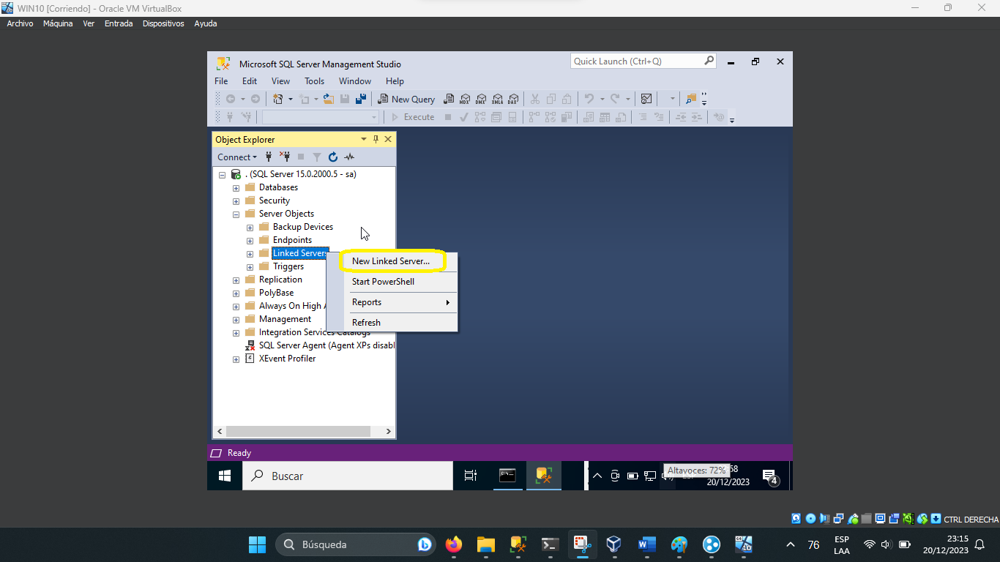 WIN10 [Corriendo] - Oracle VM VirtualBox
Archivo Máquina Ver Entrada Dispositivos Ayuda
Microsoft SQL Server Management Studio
Quick Launch (Ctrl+Q)
File Edit View Tools Window Help
New Query
MDX DMX XMLA DAX
Execute
Object Explorer
Connect
. (SQL Server 15.0.2000.5 - sa)
Databases
Security
Server Objects
Backup Devices
Endpoints
Linked Servers
New Linked Server...
Triggers
Start PowerShell
Replication
PolyBase
Reports
Always On High A
Management
Refresh
Integration Services Catalogs
SQL Server Agent (Agent XPs disabl
XEvent Profiler
Ready
Buscar
Altavoces: 72%
58
20/12/2023
4
CTRL DERECHA
Búsqueda
10
76
ESP
LAA
23:15
20/12/2023